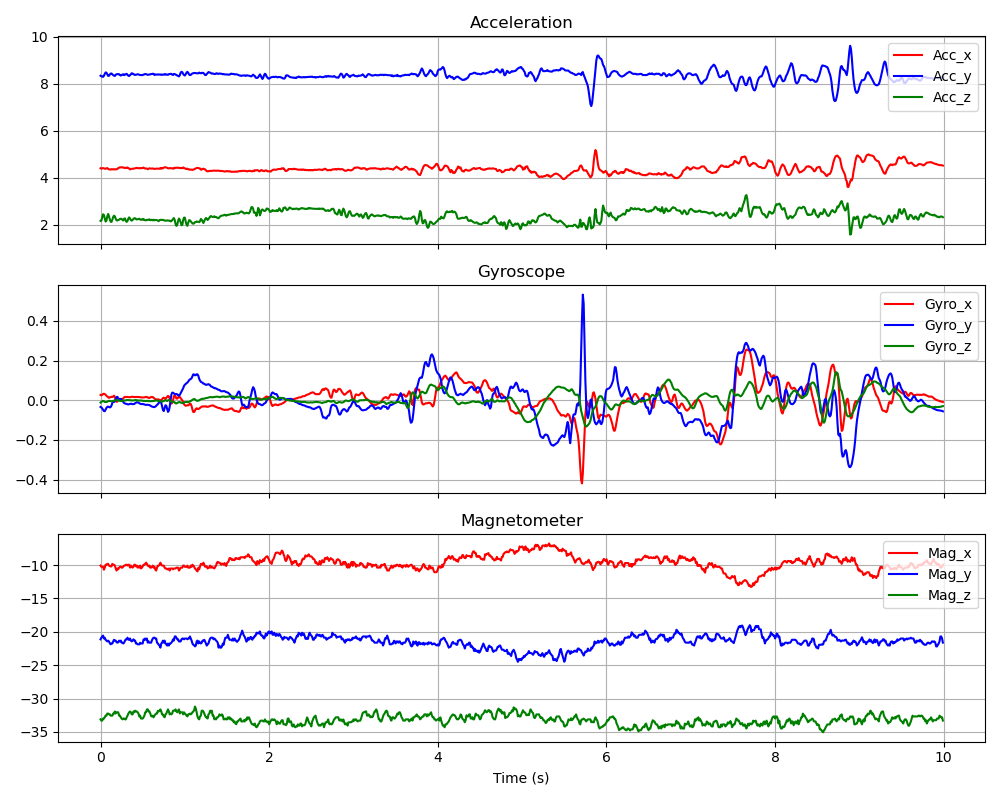 Acceleration
10
8
6
4
2
Acc_x
Acc_y
Acc_z
Gyroscope
0.4
0.2
0.0
−0.2
−0.4
Gyro_x
Gyro_y
Gyro_z
Magnetometer
−10
−15
−20
−25
−30
−35
Mag_x
Mag_y
Mag_z
0 2 4 6 8 10
Time (s)